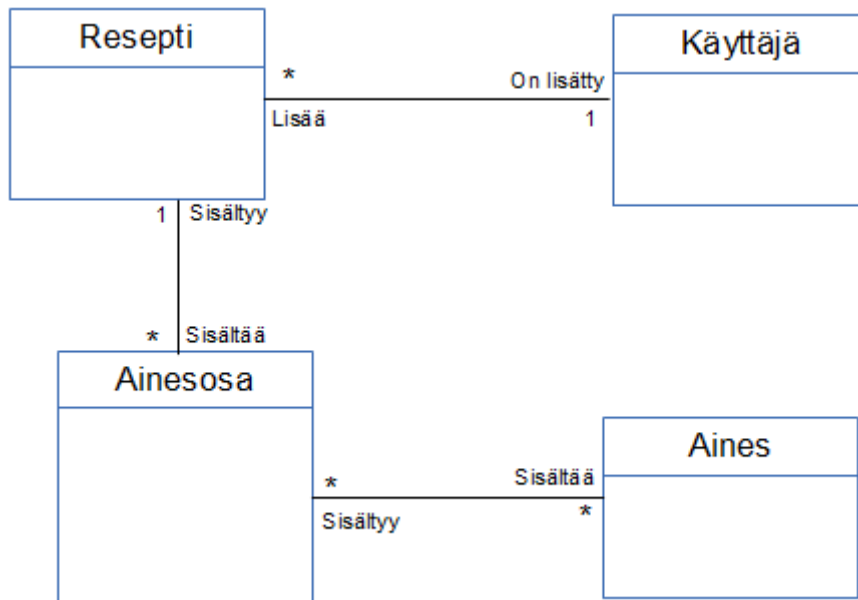 Resepti
Käyttäjä
*
On lisätty
Lisää
1
1
Sisältyy
*
Sisältää
Ainesosa
Aines
*
Sisältää
Sisältyy
*